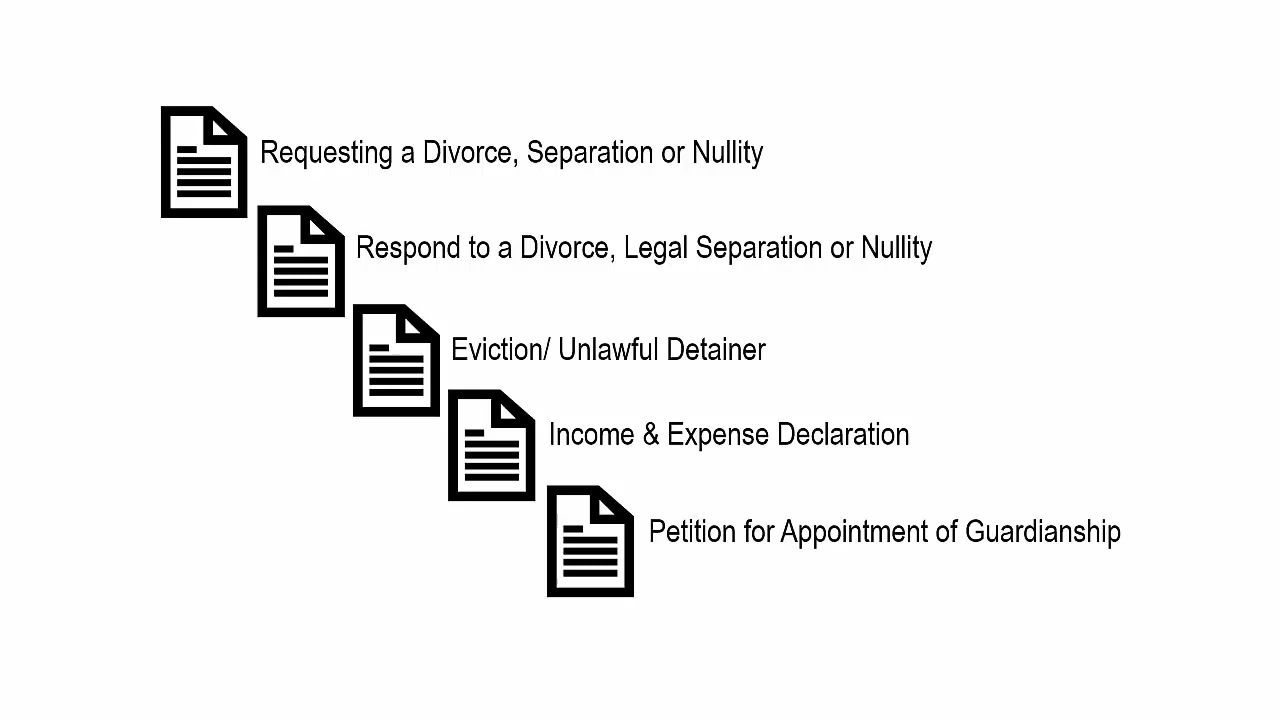 Requesting a Divorce, Separation or Nullity
Respond to a Divorce, Legal Separation or Nullity
Eviction/ Unlawful Detainer
Income & Expense Declaration
Petition for Appointment of Guardianship